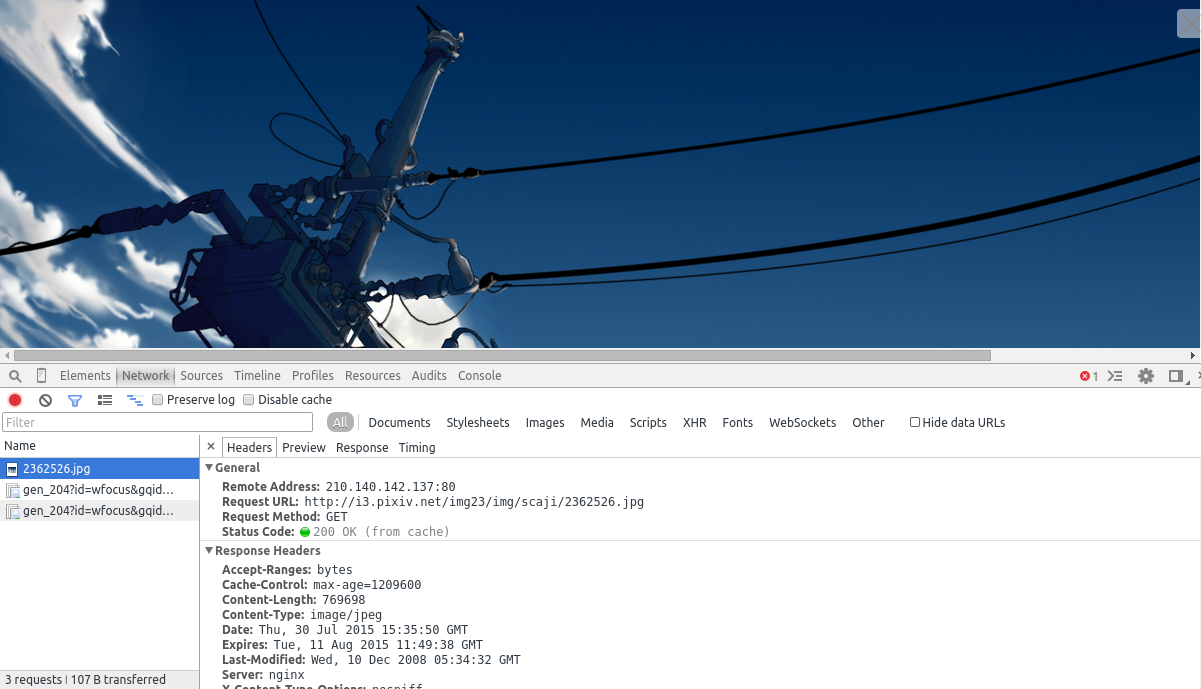 Elements Network Sources Timeline Profiles Resources Audits Console 1
Preserve log Disable cache
Filter All Documents Stylesheets Images Media Scripts XHR Fonts WebSockets Other Hide data URLs
Name × Headers Preview Response Timing
2362526.jpg
gen_204?id=wfocus&gqid...
gen_204?id=wfocus&gqid...
General
Remote Address: 210.140.142.137:80
Request URL: http://i3.pixiv.net/img23/img/scaji/2362526.jpg
Request Method: GET
Status Code: 200 OK (from cache)
Response Headers
Accept-Ranges: bytes
Cache-Control: max-age=1209600
Content-Length: 769698
Content-Type: image/jpeg
Date: Thu, 30 Jul 2015 15:35:50 GMT
Expires: Tue, 11 Aug 2015 11:49:38 GMT
Last-Modified: Wed, 10 Dec 2008 05:34:32 GMT
Server: nginx
X-Content-Type-Options: nosniff
3 requests | 107 B transferred